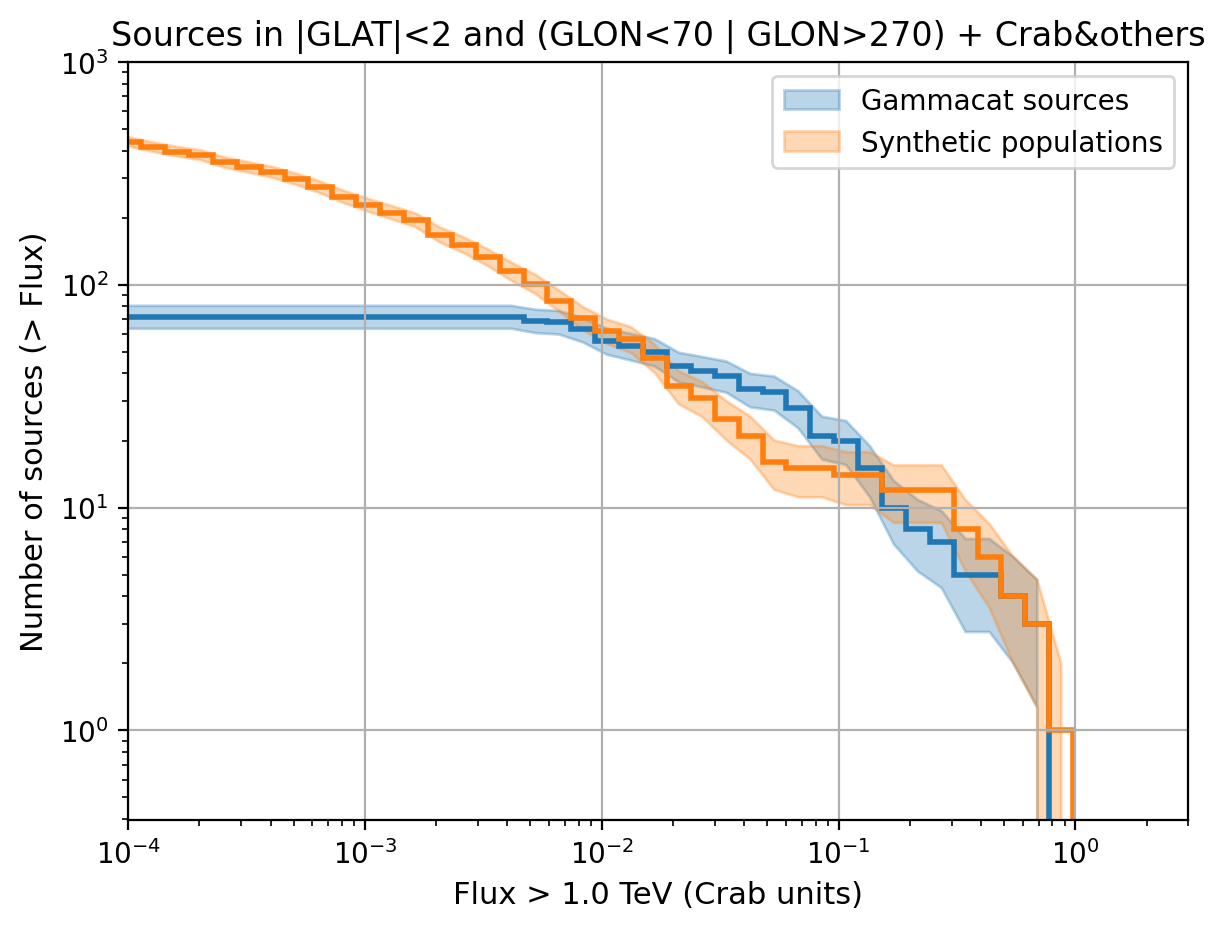 Sources in |GLAT|<2 and (GLON<70 | GLON>270) + Crab&others
Gammacat sources
Synthetic populations
Number of sources (> Flux)
10³
10²
10¹
10⁰
10⁻⁴
10⁻³
10⁻²
10⁻¹
10⁰
Flux > 1.0 TeV (Crab units)